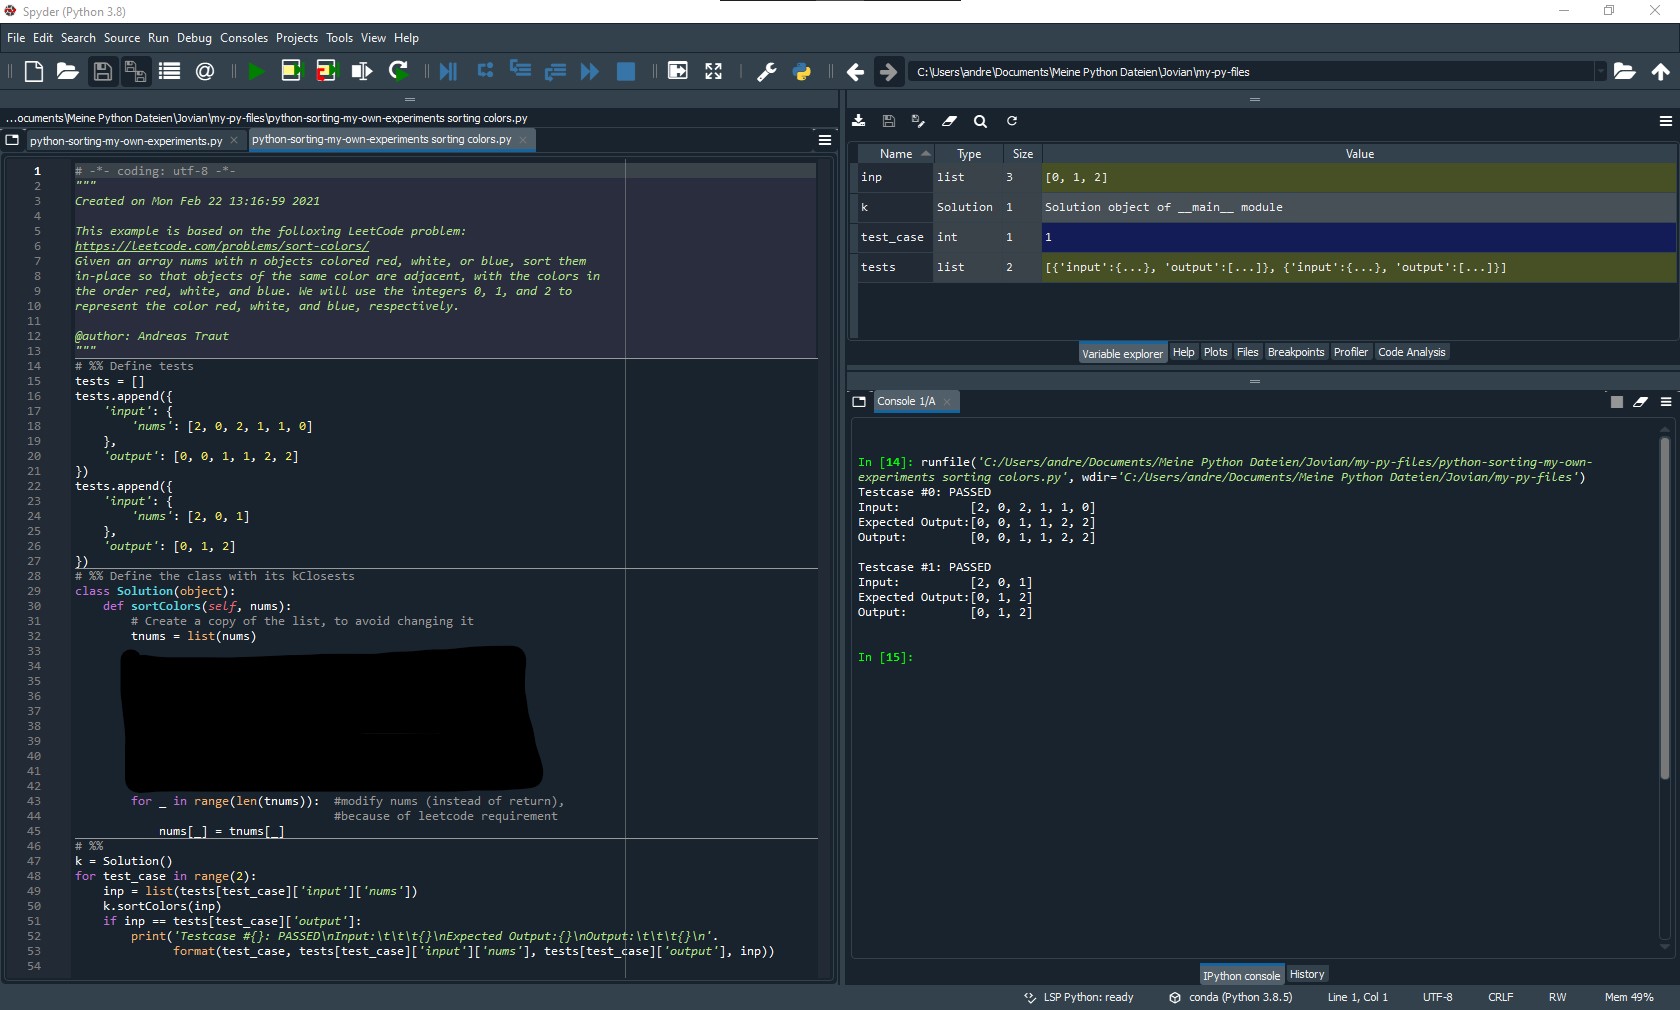 Spyder (Python 3.8)
File Edit Search Source Run Debug Consoles Projects Tools View Help
C:\Users\andre\Documents\Meine Python Dateien\Jovian\my-py-files
...ocuments\Meine Python Dateien\Jovian\my-py-files\python-sorting-my-own-experiments sorting colors.py
python-sorting-my-own-experiments.py
python-sorting-my-own-experiments sorting colors.py
1 # -*- coding: utf-8 -*-
2 """
3 Created on Mon Feb 22 13:16:59 2021
4
5 This example is based on the folloxing LeetCode problem:
6 https://leetcode.com/problems/sort-colors/
7 Given an array nums with n objects colored red, white, or blue, sort them
8 in-place so that objects of the same color are adjacent, with the colors in
9 the order red, white, and blue. We will use the integers 0, 1, and 2 to
10 represent the color red, white, and blue, respectively.
11
12 @author: Andreas Traut
13 """
14 # %% Define tests
15 tests = []
16 tests.append({
17     'input': {
18         'nums': [2, 0, 2, 1, 1, 0]
19     },
20     'output': [0, 0, 1, 1, 2, 2]
21 })
22 tests.append({
23     'input': {
24         'nums': [2, 0, 1]
25     },
26     'output': [0, 1, 2]
27 })
28 # %% Define the class with its kClosests
29 class Solution(object):
30     def sortColors(self, nums):
31         # Create a copy of the list, to avoid changing it
32         tnums = list(nums)
33
34
35
36
37
38
39
40
41
42
43         for _ in range(len(tnums)):  #modify nums (instead of return),
44                                      #because of leetcode requirement
45             nums[_] = tnums[_]
46 # %%
47 k = Solution()
48 for test_case in range(2):
49     inp = list(tests[test_case]['input']['nums'])
50     k.sortColors(inp)
51     if inp == tests[test_case]['output']:
52         print('Testcase #{}: PASSED\nInput:\t\t\t{}\nExpected Output:{}\nOutput:\t\t\t{}\n'.
53               format(test_case, tests[test_case]['input']['nums'], tests[test_case]['output'], inp))
54
Name Type Size Value
inp list 3 [0, 1, 2]
k Solution 1 Solution object of __main__ module
test_case int 1 1
tests list 2 [{'input':{...}, 'output':[...]}, {'input':{...}, 'output':[...]}]
Variable explorer Help Plots Files Breakpoints Profiler Code Analysis
Console 1/A
In [14]: runfile('C:/Users/andre/Documents/Meine Python Dateien/Jovian/my-py-files/python-sorting-my-own-
experiments sorting colors.py', wdir='C:/Users/andre/Documents/Meine Python Dateien/Jovian/my-py-files')
Testcase #0: PASSED
Input:          [2, 0, 2, 1, 1, 0]
Expected Output:[0, 0, 1, 1, 2, 2]
Output:         [0, 0, 1, 1, 2, 2]
Testcase #1: PASSED
Input:          [2, 0, 1]
Expected Output:[0, 1, 2]
Output:         [0, 1, 2]
In [15]:
IPython console History
LSP Python: ready conda (Python 3.8.5) Line 1, Col 1 UTF-8 CRLF RW Mem 49%